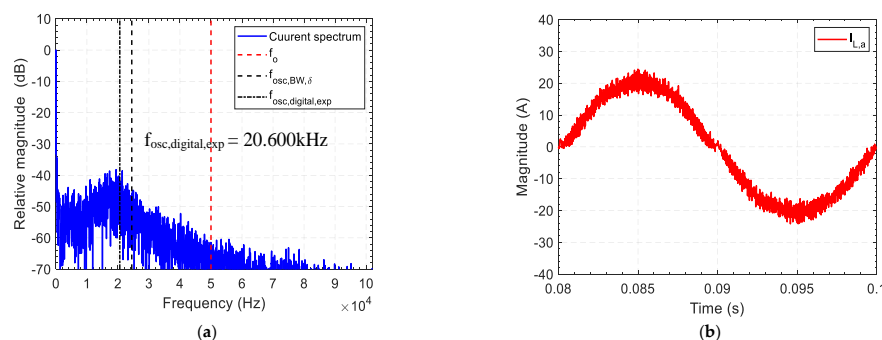 10
0
-10
-20
-30
-40
-50
-60
-70
Relative magnitude (dB)
Cuurent spectrum
f_o
f_osc,BW,δ
f_osc,digital,exp
f_osc,digital,exp = 20.600kHz
0 1 2 3 4 5 6 7 8 9 10
Frequency (Hz)
×10^4
(a)
40
30
20
10
0
-10
-20
-30
-40
Magnitude (A)
I_L,a
0.08 0.085 0.09 0.095 0.1
Time (s)
(b)